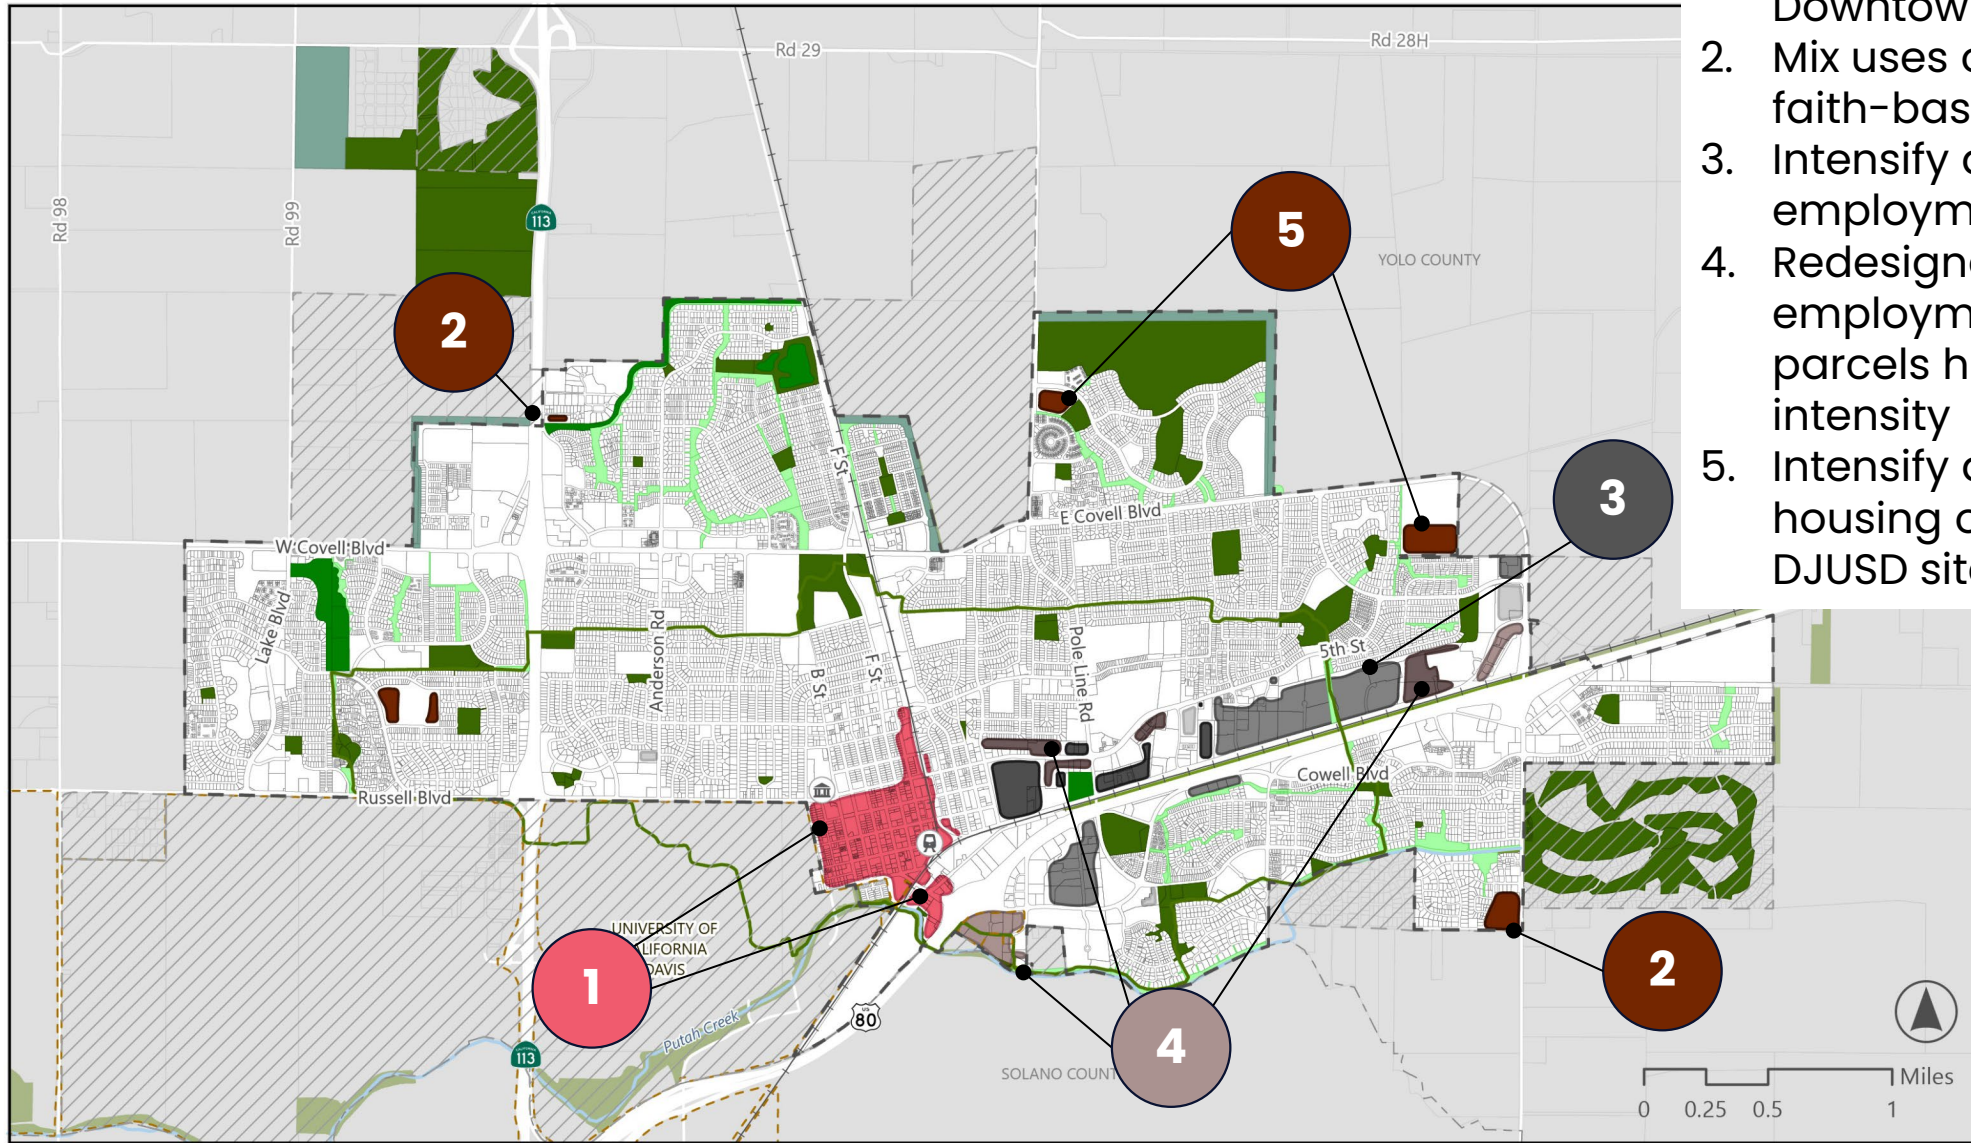 Downtow
2. Mix uses
faith-bas
3. Intensify
employm
4. Redesign
employm
parcels h
intensity
5. Intensify
housing
DJUSD sit
Rd 29
Rd 28H
Rd 98
Rd 99
CALIFORNIA
113
5
YOLO COUNTY
2
F St
3
E Covell Blvd
W Covell Blvd
Lake Blvd
Anderson Rd
B St
F St
Pole Line Rd
5th St
Cowell Blvd
Russell Blvd
UNIVERSITY OF
ALIFORNIA
DAVIS
1
2
US
80
Putah Creek
4
CALIFORNIA
113
SOLANO COUNT
Miles
0 0.25 0.5 1